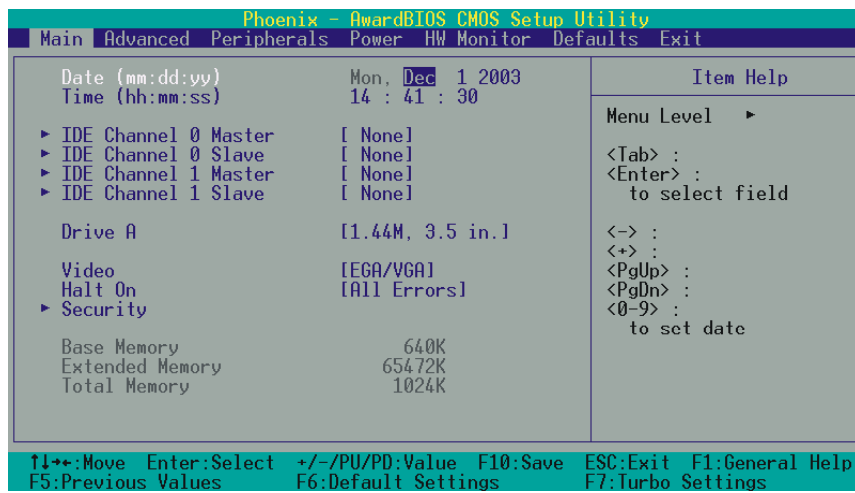 Phoenix - AwardBIOS CMOS Setup Utility
Main Advanced Peripherals Power HW Monitor Defaults Exit
Date (mm:dd:yy) Mon, Dec 1 2003
Time (hh:mm:ss) 14 : 41 : 30
► IDE Channel 0 Master [ None]
► IDE Channel 0 Slave [ None]
► IDE Channel 1 Master [ None]
► IDE Channel 1 Slave [ None]
Drive A [1.44M, 3.5 in.]
Video [EGA/VGA]
Halt On [All Errors]
► Security
Base Memory 640K
Extended Memory 65472K
Total Memory 1024K
Item Help
Menu Level ►
<Tab> :
<Enter> :
to select field
<-> :
<+> :
<PgUp> :
<PgDn> :
<0-9> :
to set date
↑↓→←:Move Enter:Select +/-/PU/PD:Value F10:Save ESC:Exit F1:General Help
F5:Previous Values F6:Default Settings F7:Turbo Settings